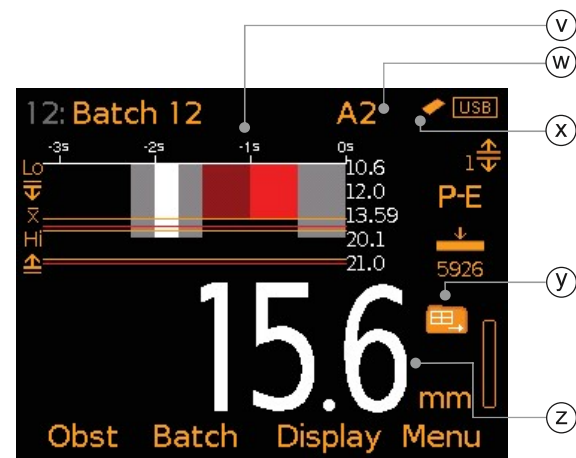 v
w
12: Batch 12 A2 USB
x
-3s -2s -1s 0s
1
Lo 10.6
12.0
P-E
x̄ 13.59
Hi 20.1
21.0
5926
y
15.6
mm
z
Obst Batch Display Menu